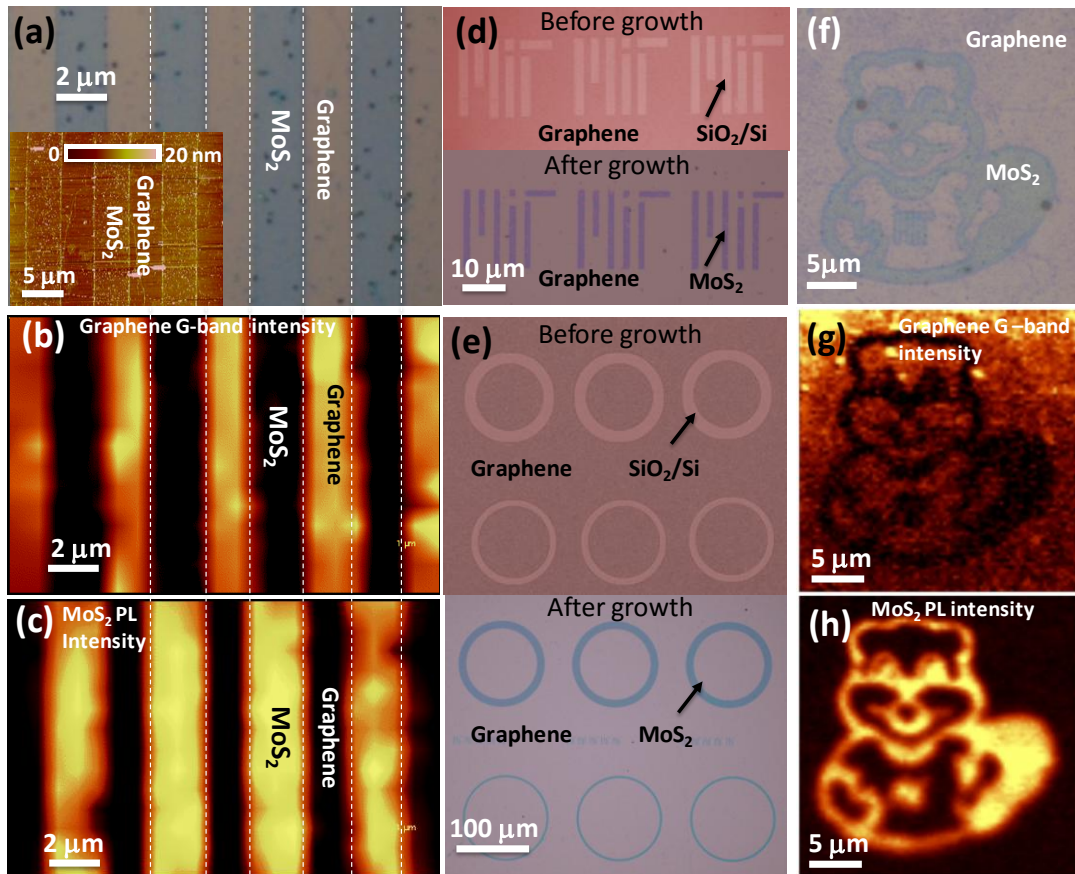 (a)
2 μm
MoS₂
Graphene
0
20 nm
Graphene
MoS₂
5 μm
(b)
Graphene G-band intensity
MoS₂
Graphene
2 μm
1 μm
(c)
MoS₂ PL
Intensity
MoS₂
Graphene
2 μm
(d)
Before growth
Graphene
SiO₂/Si
After growth
10 μm
Graphene
MoS₂
(e)
Before growth
Graphene
SiO₂/Si
After growth
Graphene
MoS₂
100 μm
(f)
Graphene
MoS₂
5μm
(g)
Graphene G –band
intensity
5 μm
(h)
MoS₂ PL intensity
5 μm